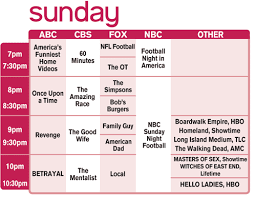 sunday
ABC CBS FOX NBC OTHER
7pm
7:30pm
America's
Funniest
Home
Videos
60
Minutes
NFL Football
The OT
Football
Night in
America
8pm
8:30pm
Once Upon
a Time
The
Amazing
Race
The
Simpsons
Bob's
Burgers
NBC
Sunday
Night
Football
9pm
9:30pm
Revenge
The Good
Wife
Family Guy
American
Dad
Boardwalk Empire, HBO
Homeland, Showtime
Long Island Medium, TLC
The Walking Dead, AMC
10pm
10:30pm
BETRAYAL
The
Mentalist
Local
MASTERS OF SEX, Showtime
WITCHES OF EAST END,
Lifetime
HELLO LADIES, HBO